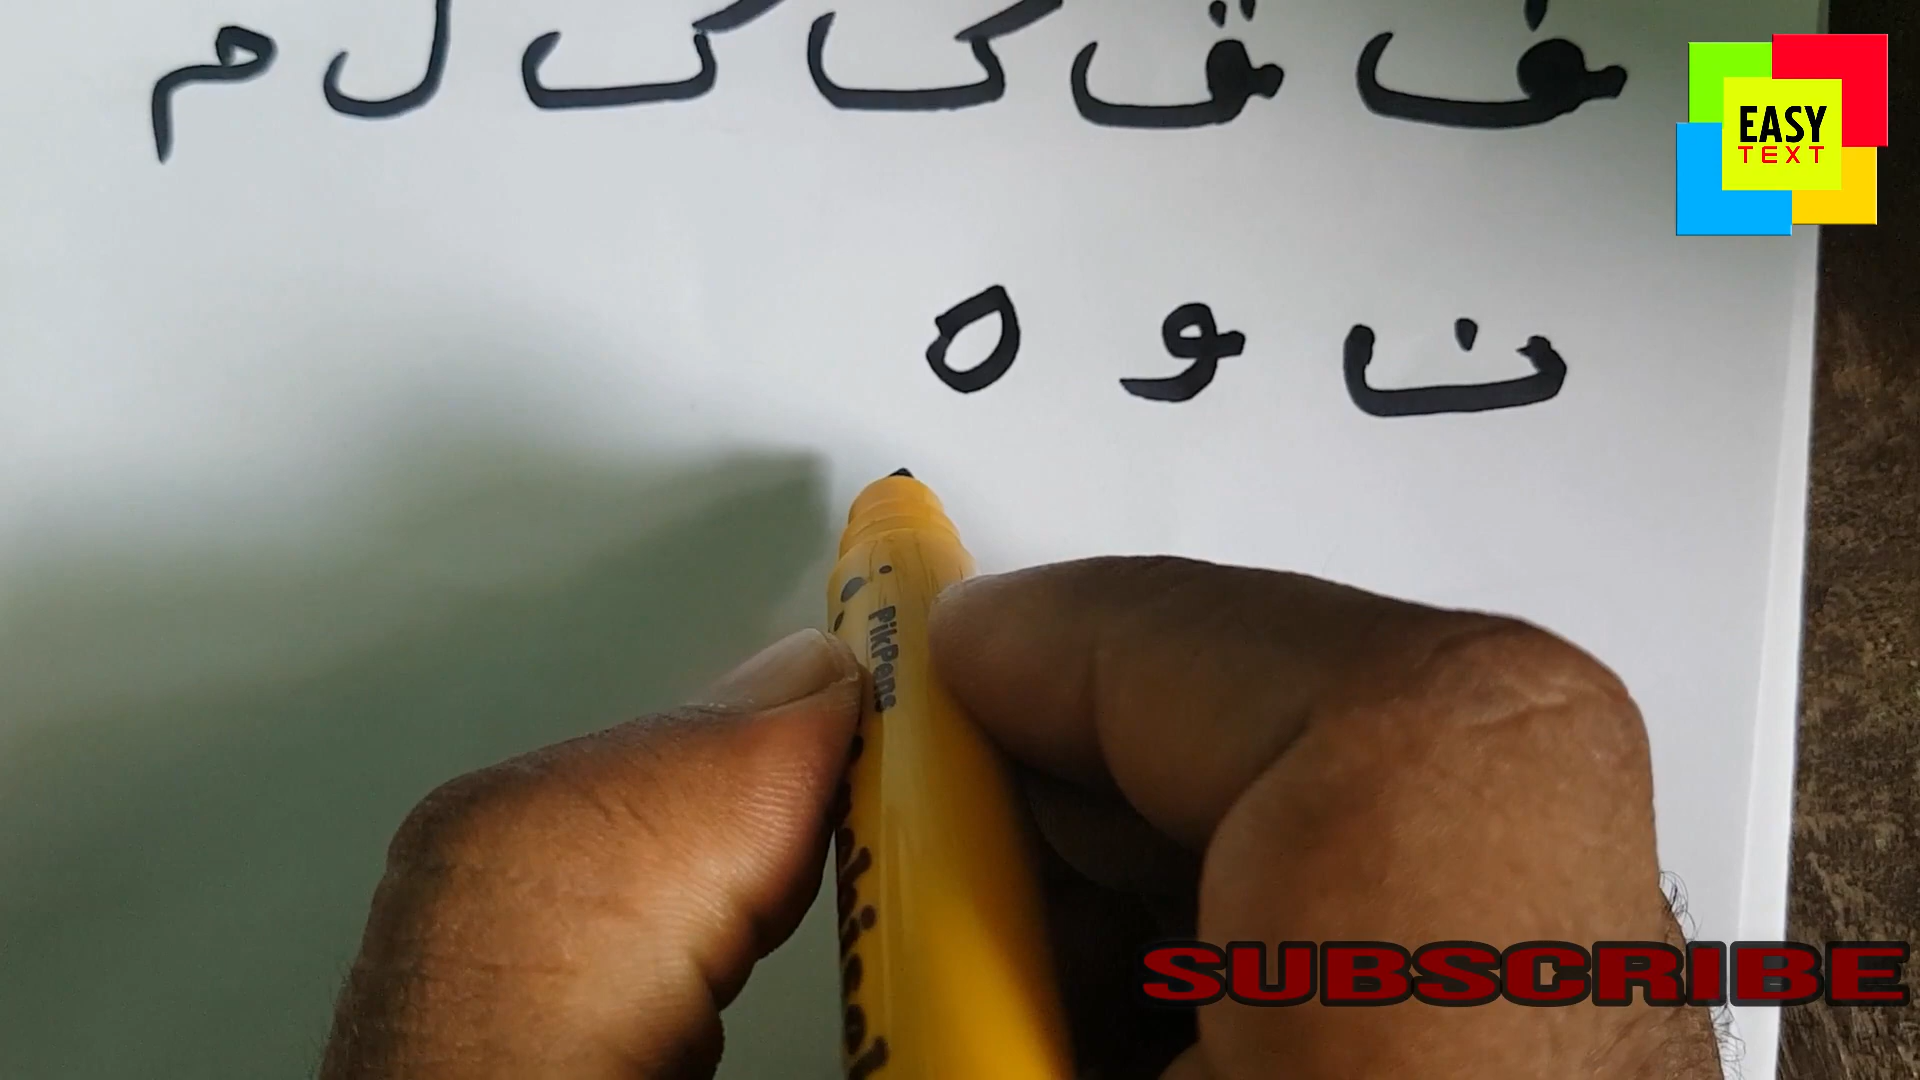 ف ق ک گ ل م
ن و ه
EASY
TEXT
PikPens
SUBSCRIBE